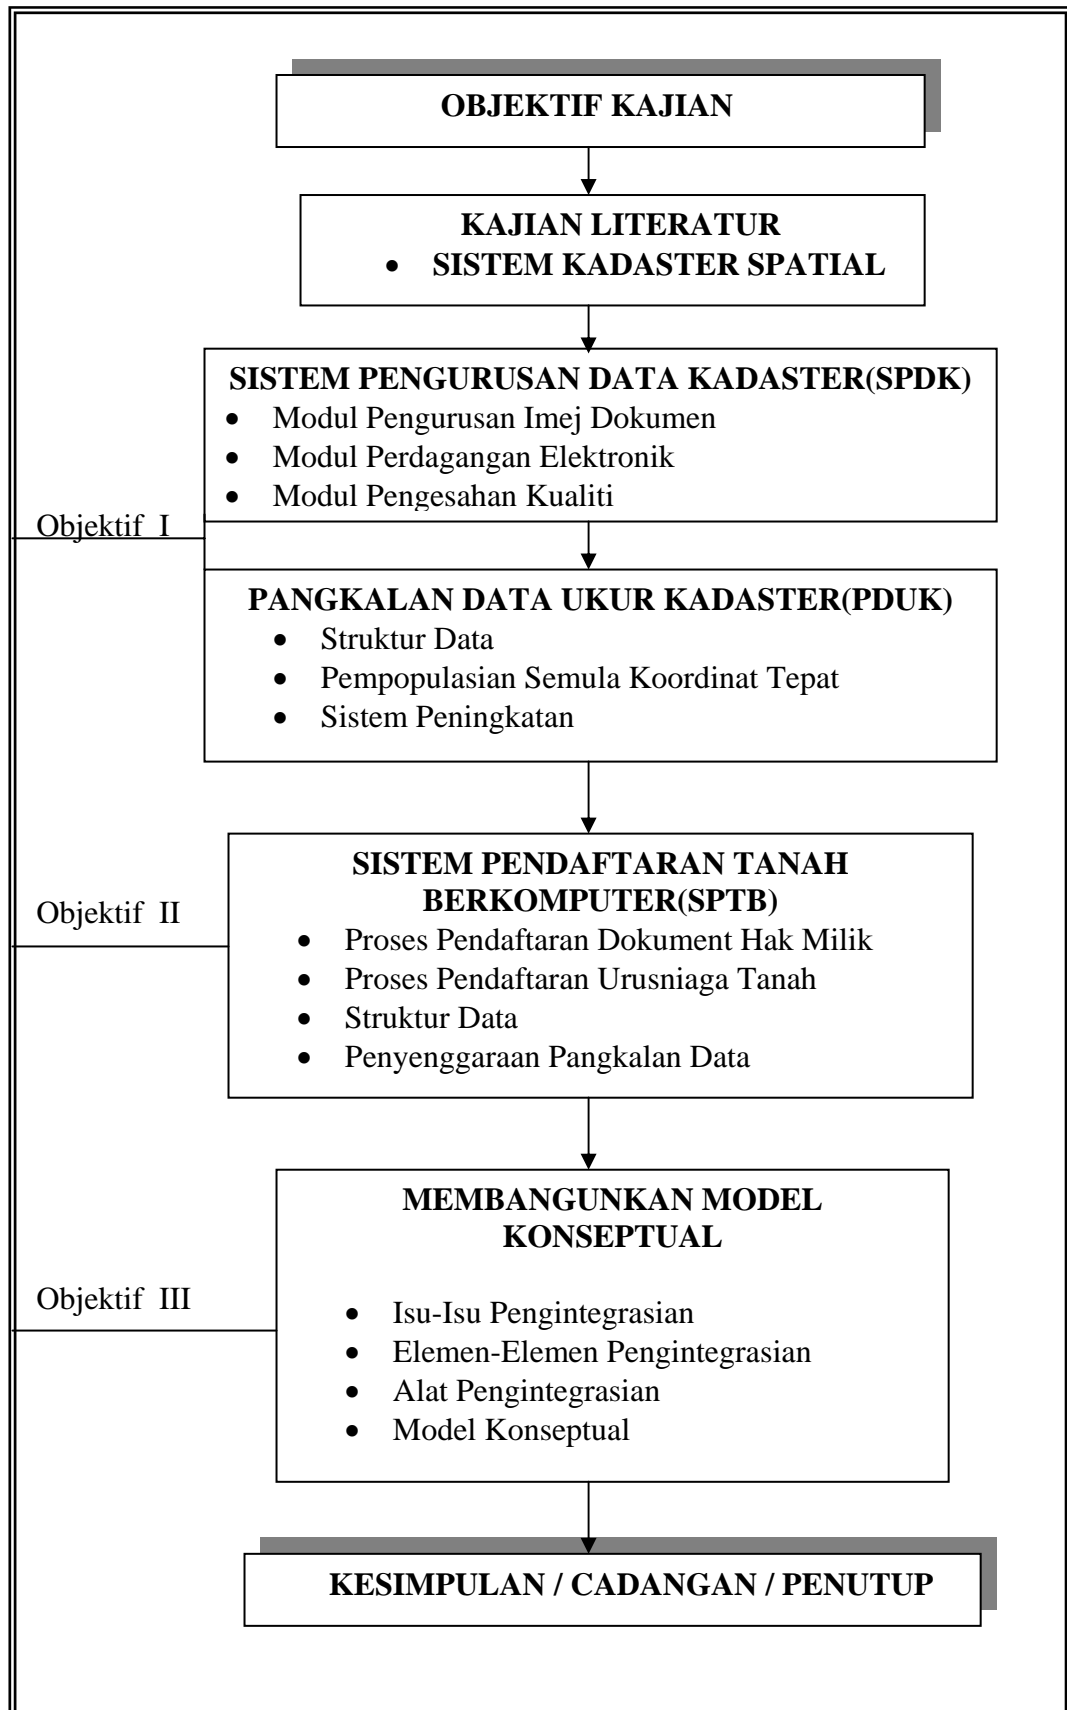 OBJEKTIF KAJIAN
KAJIAN LITERATUR
• SISTEM KADASTER SPATIAL
SISTEM PENGURUSAN DATA KADASTER(SPDK)
• Modul Pengurusan Imej Dokumen
• Modul Perdagangan Elektronik
• Modul Pengesahan Kualiti
Objektif I
PANGKALAN DATA UKUR KADASTER(PDUK)
• Struktur Data
• Pempopulasian Semula Koordinat Tepat
• Sistem Peningkatan
SISTEM PENDAFTARAN TANAH
BERKOMPUTER(SPTB)
Objektif II
• Proses Pendaftaran Dokument Hak Milik
• Proses Pendaftaran Urusniaga Tanah
• Struktur Data
• Penyenggaraan Pangkalan Data
MEMBANGUNKAN MODEL
KONSEPTUAL
Objektif III
• Isu-Isu Pengintegrasian
• Elemen-Elemen Pengintegrasian
• Alat Pengintegrasian
• Model Konseptual
KESIMPULAN / CADANGAN / PENUTUP